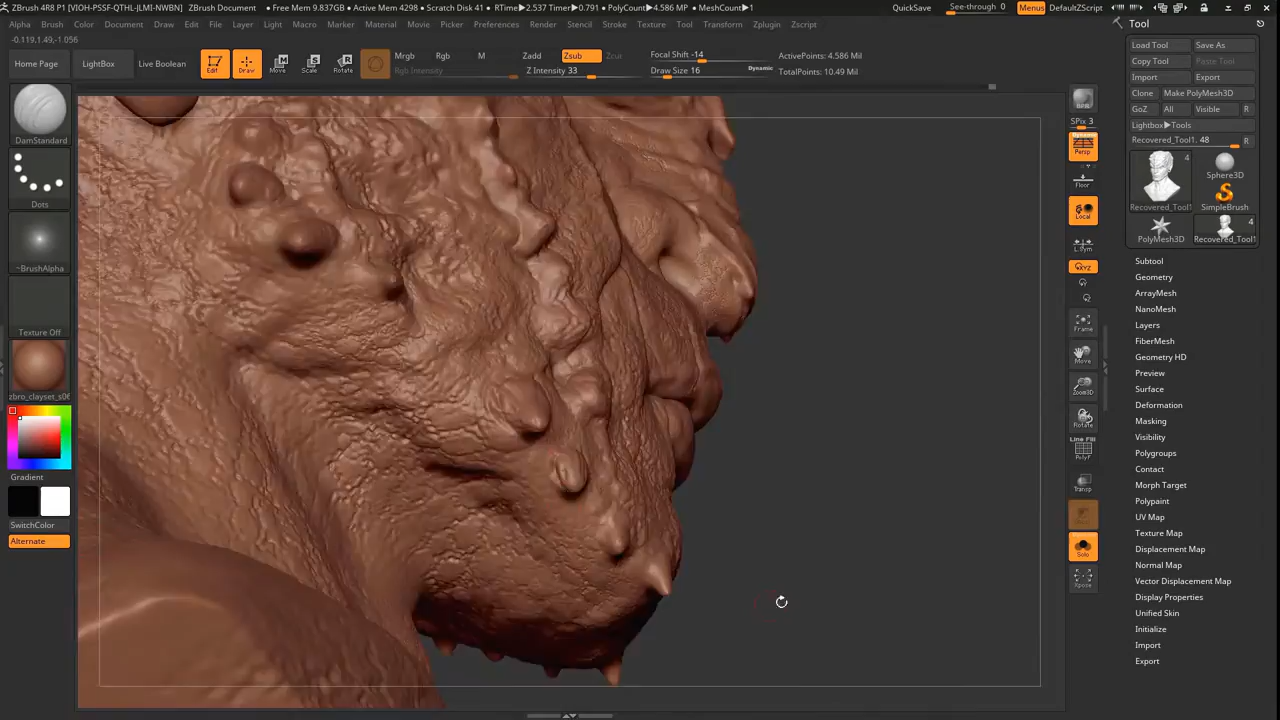 ZBrush 4R8 P1 [VIOH-PSSF-QTHL-JLMI-NWBN] ZBrush Document ● Free Mem 9.837GB ● Active Mem 4298 ● Scratch Disk 41 ● RTime▶2.537 Timer▶0.791 ● PolyCount▶4.586 MP ● MeshCount▶1
QuickSave See-through 0 Menus DefaultZScript
Alpha Brush Color Document Draw Edit File Layer Light Macro Marker Material Movie Picker Preferences Render Stencil Stroke Texture Tool Transform Zplugin Zscript
-0.119,1.49,-1.056
Home Page LightBox Live Boolean
Edit Draw Move Scale Rotate
Mrgb Rgb M
Rgb Intensity
Zadd Zsub Zcut
Z Intensity 33
Focal Shift -14
Draw Size 16 Dynamic
ActivePoints: 4.586 Mil
TotalPoints: 10.49 Mil
DamStandard
Dots
~BrushAlpha
Texture Off
zbro_clayset_s06
Gradient
SwitchColor
Alternate
BPR
SPix 3
Dynamic
Persp
Floor
Local
L.Sym
XYZ
Frame
Move
Zoom3D
Rotate
Line Fill
PolyF
Transp
Solo
Xpose
Tool
Load Tool Save As
Copy Tool Paste Tool
Import Export
Clone Make PolyMesh3D
GoZ All Visible R
Lightbox▶Tools
Recovered_Tool1. 48 R
4
Recovered_Tool1 Sphere3D
SimpleBrush
4
PolyMesh3D Recovered_Tool1
Subtool
Geometry
ArrayMesh
NanoMesh
Layers
FiberMesh
Geometry HD
Preview
Surface
Deformation
Masking
Visibility
Polygroups
Contact
Morph Target
Polypaint
UV Map
Texture Map
Displacement Map
Normal Map
Vector Displacement Map
Display Properties
Unified Skin
Initialize
Import
Export